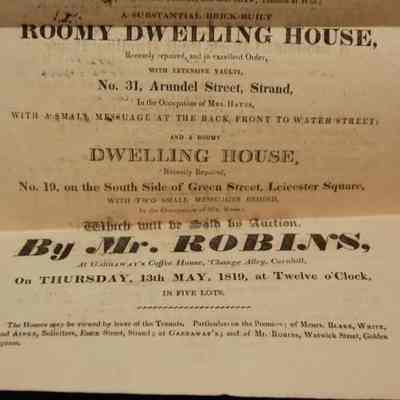 A SUBSTANTIAL BRICK-BUILT
ROOMY DWELLING HOUSE,
Recently repaired, and in excellent Order,
WITH EXTENSIVE VAULTS,
No. 31, Arundel Street, Strand,
In the Occupation of MRS. HAYES,
WITH A SMALL MESSUAGE AT THE BACK, FRONT TO WATER STREET;
AND A ROOMY
DWELLING HOUSE,
Recently Repaired,
No. 19, on the South Side of Green Street, Leicester Square,
WITH TWO SMALL MESSUAGES BEHIND,
In the Occupation of
Which will be Sold by Auction,
By Mr. ROBINS,
At GARRAWAY'S Coffee House, 'Change Alley, Cornhill,
On THURSDAY, 13th MAY, 1819, at Twelve o'Clock,
IN FIVE LOTS.
The Houses may be viewed by leave of the Tenants. Particulars on the Premises; of Messrs. BLAKE, WHITE,
Solicitors, Essex Street, Strand; at GARRAWAY'S; and of Mr. ROBINS, Warwick Street, Golden